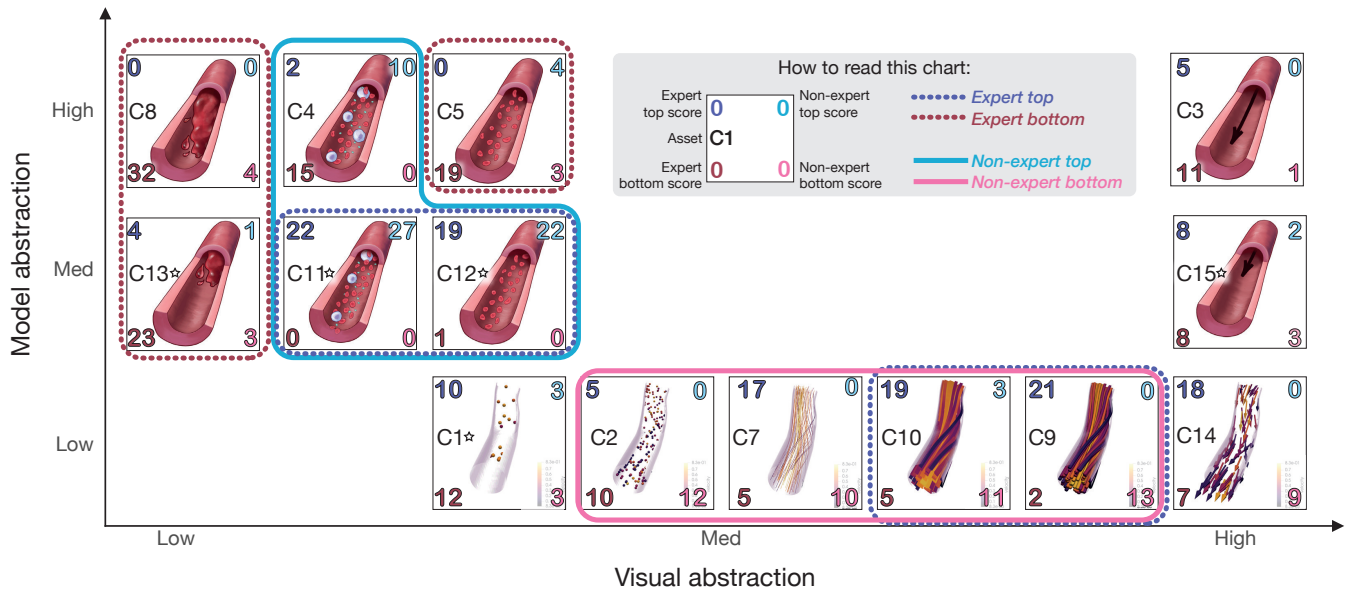 How to read this chart:
Expert top score
0 0
Non-expert top score
Asset C1
Expert bottom score
0 0
Non-expert bottom score
Expert top
Expert bottom
Non-expert top
Non-expert bottom
Model abstraction
High
0 0
C8
32 4
2 10
C4
15 0
0 4
C5
19 3
5 0
C3
11 1
Med
4 1
C13☆
23 3
22 27
C11☆
0 0
19 22
C12☆
1 0
8 2
C15☆
8 3
Low
10 3
C1☆
12 3
5 0
C2
10 12
17 0
C7
5 10
19 3
C10
5 11
21 0
C9
2 13
18 0
C14
7 9
Low
Med
High
Visual abstraction